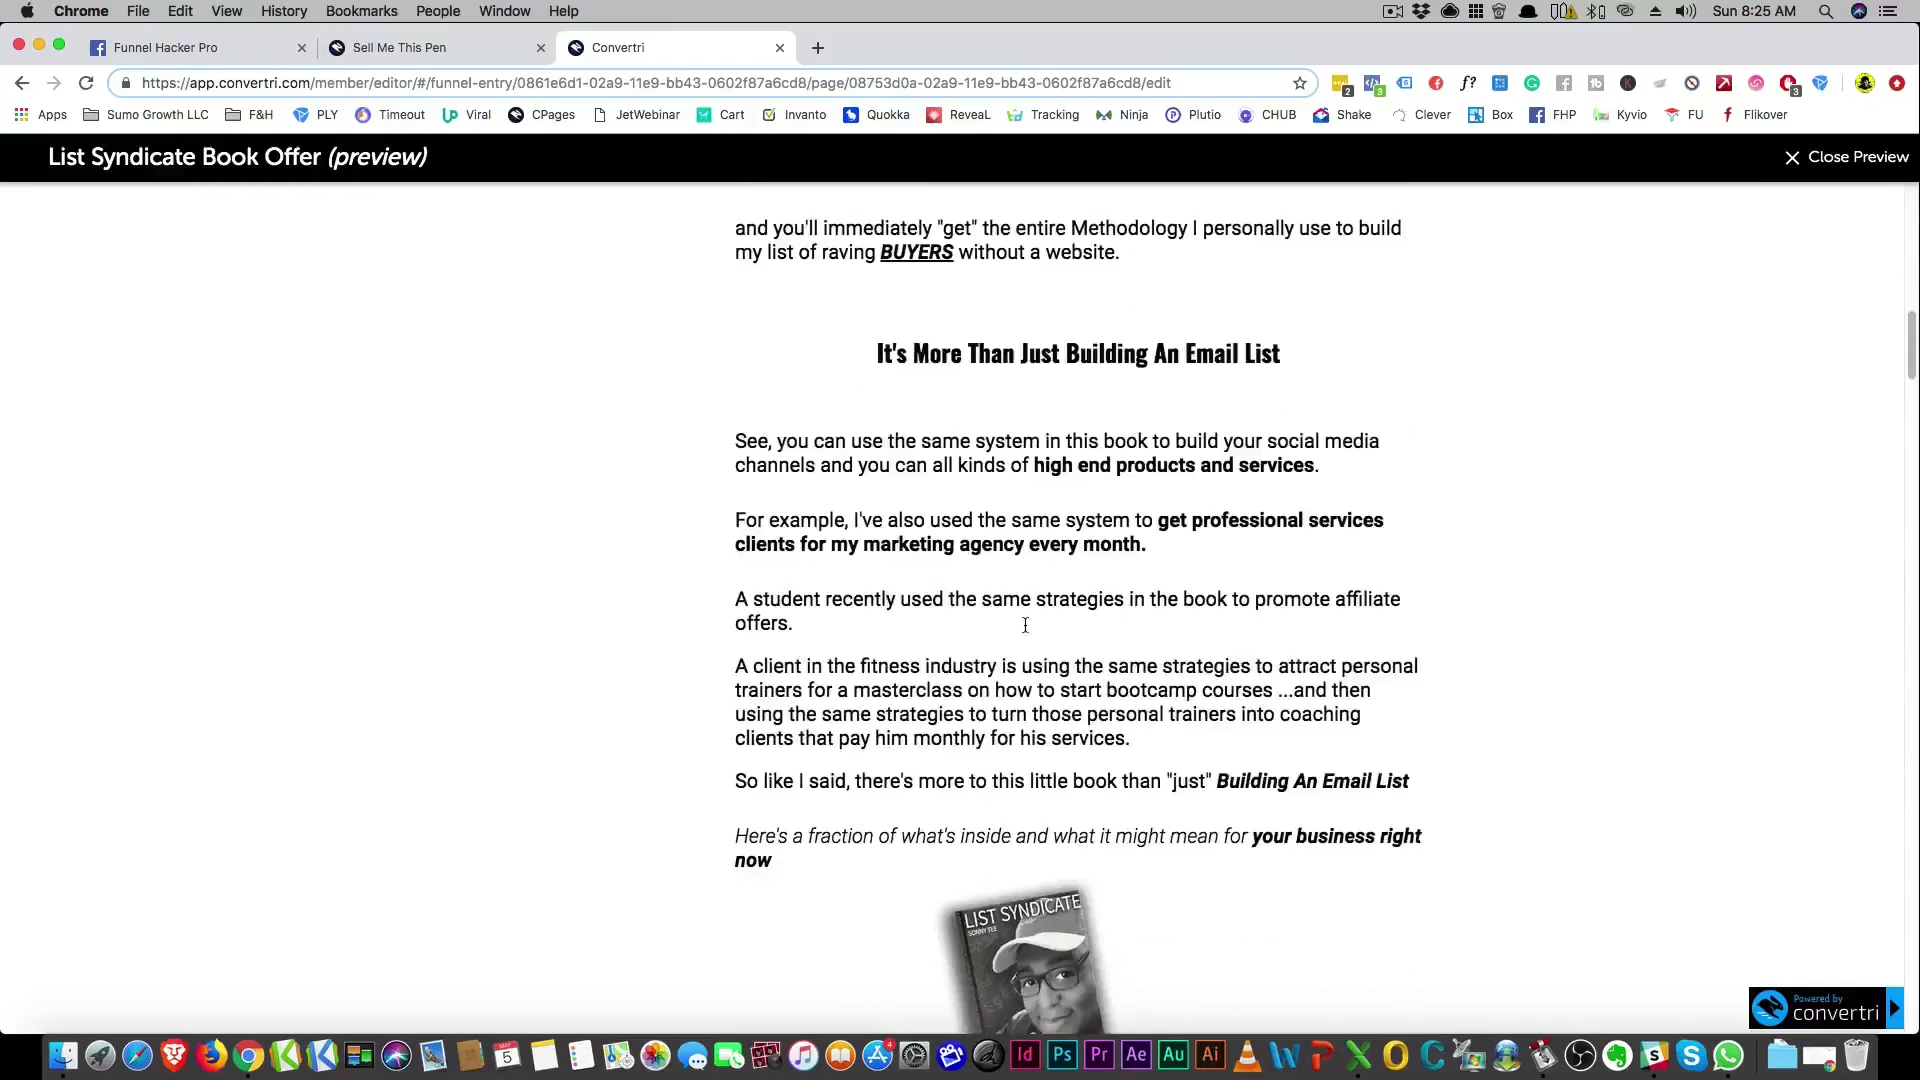 Chrome File Edit View History Bookmarks People Window Help
Sun 8:25 AM
Funnel Hacker Pro
Sell Me This Pen
Convertri
https://app.convertri.com/member/editor/#/funnel-entry/0861e6d1-02a9-11e9-bb43-0602f87a6cd8/page/08753d0a-02a9-11e9-bb43-0602f87a6cd8/edit
Apps Sumo Growth LLC F&H PLY Timeout Viral CPages JetWebinar Cart Invanto Quokka ReveaL Tracking Ninja Plutio CHUB Shake Clever Box FHP Kyvio FU Flikover
List Syndicate Book Offer (preview)
Close Preview
and you'll immediately "get" the entire Methodology I personally use to build
my list of raving BUYERS without a website.
It's More Than Just Building An Email List
See, you can use the same system in this book to build your social media
channels and you can all kinds of high end products and services.
For example, I've also used the same system to get professional services
clients for my marketing agency every month.
A student recently used the same strategies in the book to promote affiliate
offers.
A client in the fitness industry is using the same strategies to attract personal
trainers for a masterclass on how to start bootcamp courses ...and then
using the same strategies to turn those personal trainers into coaching
clients that pay him monthly for his services.
So like I said, there's more to this little book than "just" Building An Email List
Here's a fraction of what's inside and what it might mean for your business right
now
LIST SYNDICATE
SONNY TEE
Powered by
convertri